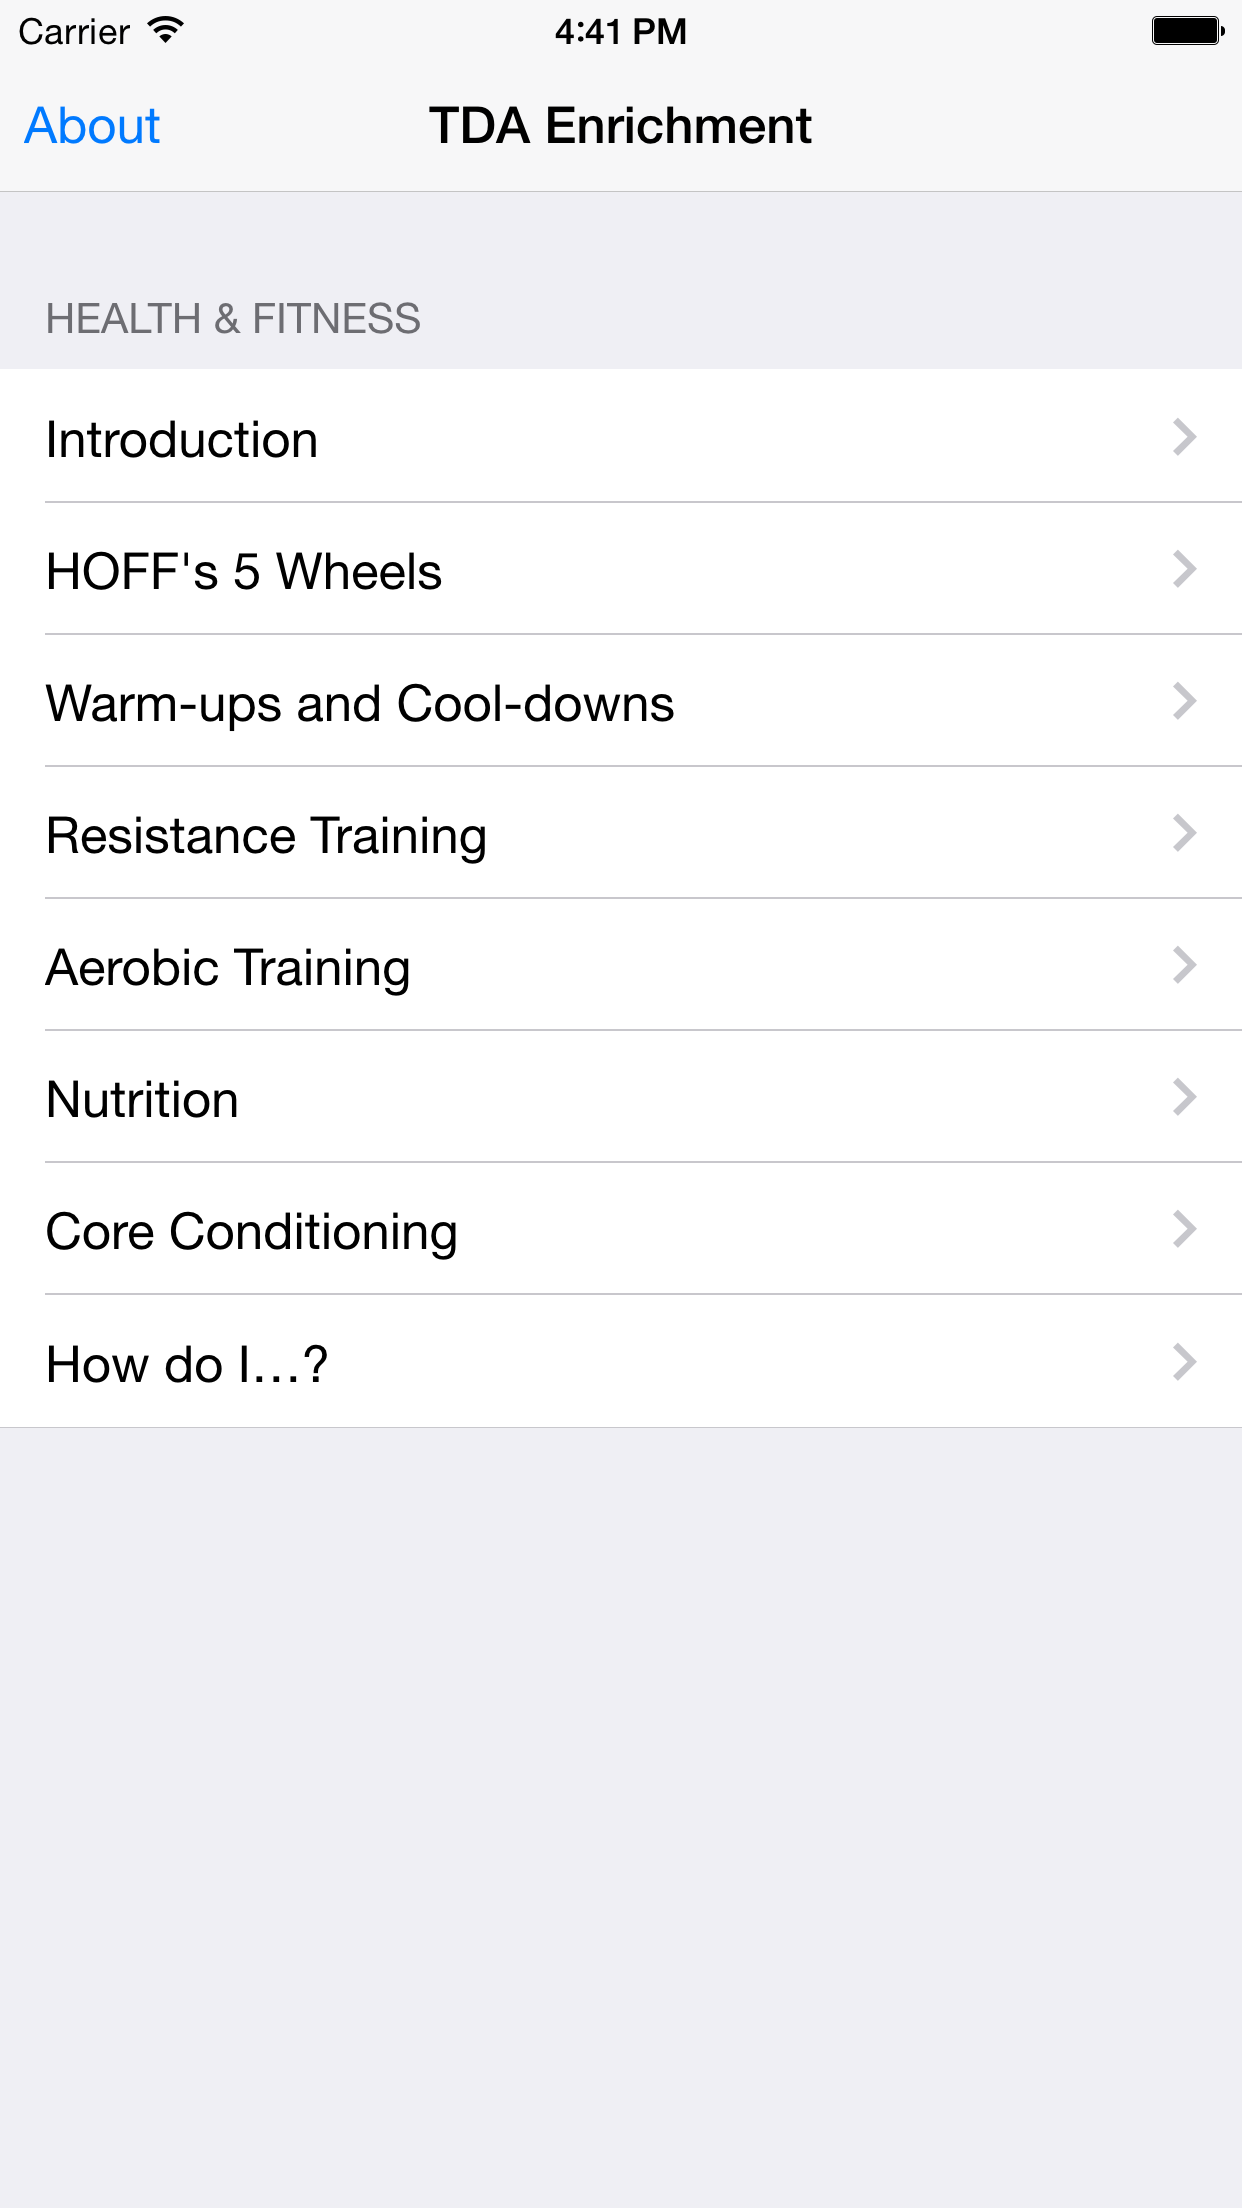 Carrier 4:41 PM
About TDA Enrichment
HEALTH & FITNESS
Introduction
HOFF's 5 Wheels
Warm-ups and Cool-downs
Resistance Training
Aerobic Training
Nutrition
Core Conditioning
How do I...?